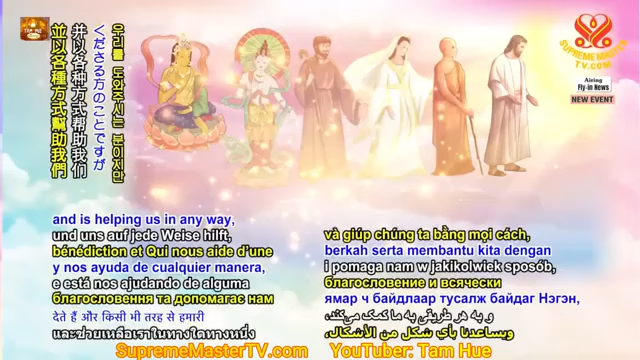 TAM HUE
並以各種方式幫助我們
并以各种方式帮助我们
くださる方のことですが
우리를 도와주시는 분이지만
SUPREME MASTER
TV.COM
Airing
Fly-in News
NEW EVENT
and is helping us in any way,
und uns auf jede Weise hilft,
bénédiction et Qui nous aide d'une
y nos ayuda de cualquier manera,
e está nos ajudando de alguma
благословення та допомагає нам
देते हैं और किसी भी तरह से हमारी
และช่วยเหลือเราในทางใดทางหนึ่ง
và giúp chúng ta bằng mọi cách,
berkah serta membantu kita dengan
i pomaga nam w jakikolwiek sposób,
благословение и всячески
ямар ч байдлаар тусалж байдаг Нэгэн,
و به هر طریقی به ما کمک می‌کند،
ويساعدنا بأي شكل من الأشكال،
SupremeMasterTV.com
YouTuber: Tam Hue